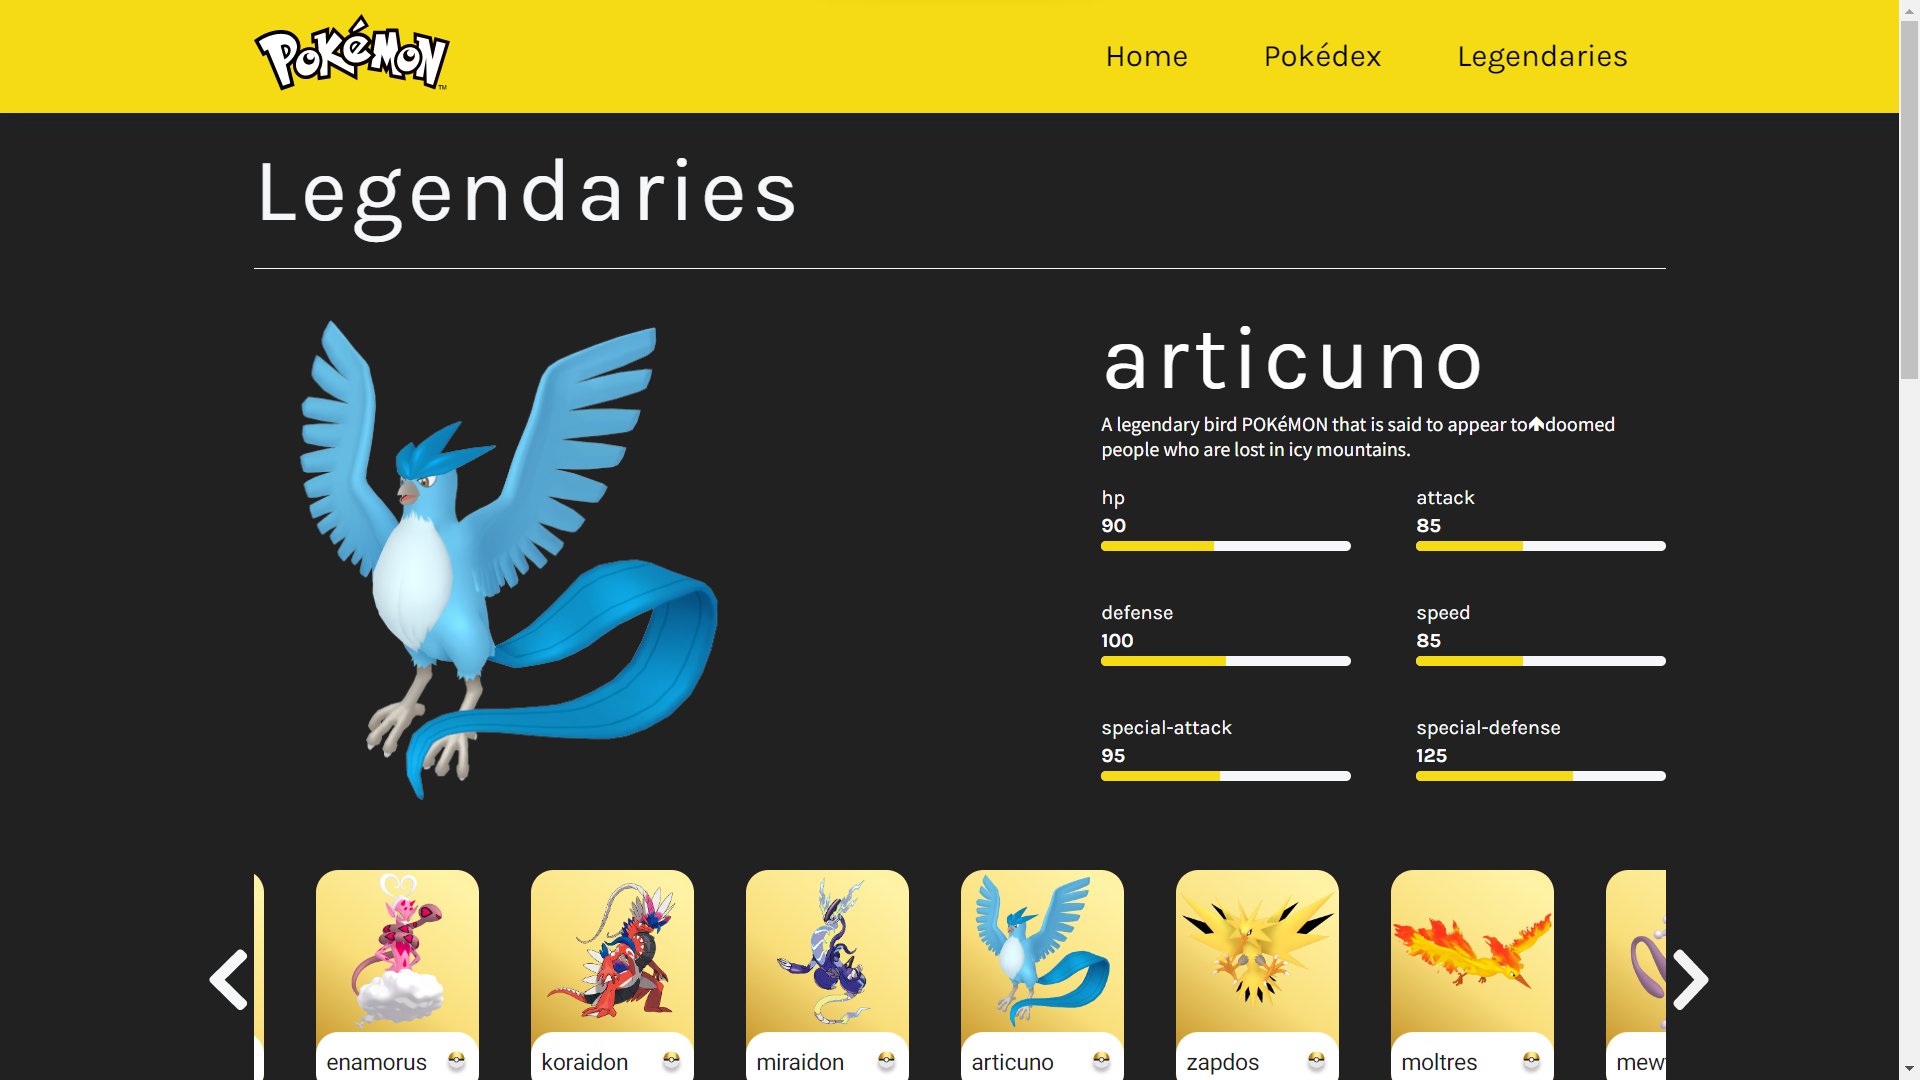 POKéMON TM
Home Pokédex Legendaries
Legendaries
articuno
A legendary bird POKéMON that is said to appear to⬆doomed
people who are lost in icy mountains.
hp attack
90 85
defense speed
100 85
special-attack special-defense
95 125
enamorus koraidon miraidon articuno zapdos moltres mew